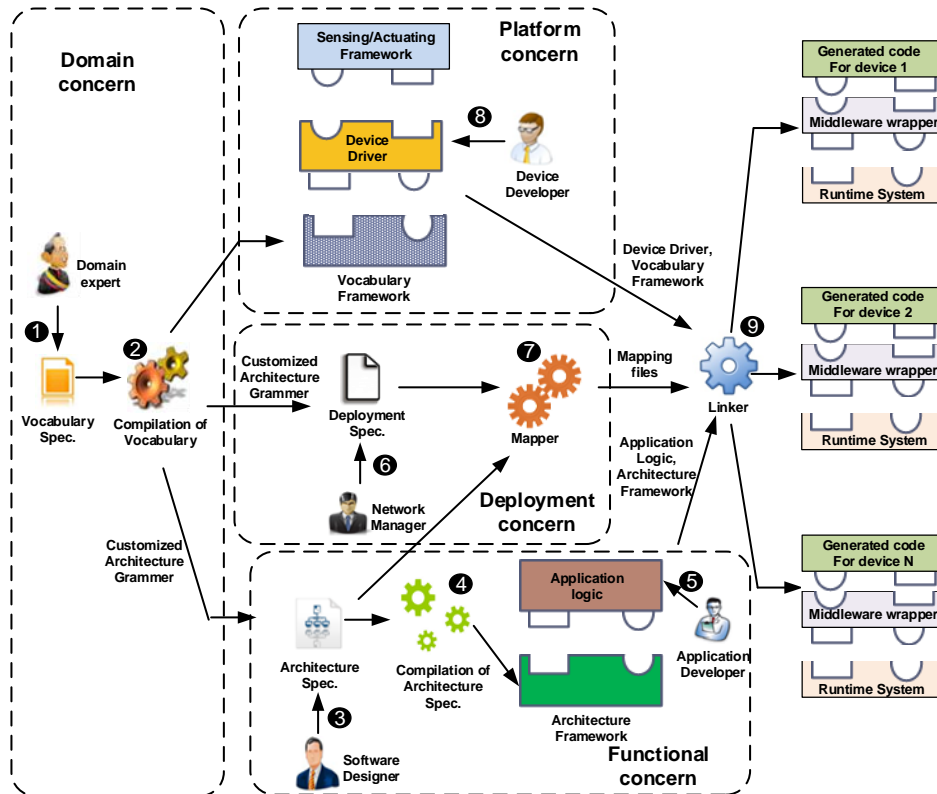 Domain
concern
Domain
expert
1
Vocabulary
Spec.
2
Compilation of
Vocabulary
Platform
concern
Sensing/Actuating
Framework
Device
Driver
8
Device
Developer
Vocabulary
Framework
Customized
Architecture
Grammer
Deployment Spec.
6
Network
Manager
7
Mapper
Deployment
concern
Customized
Architecture
Grammer
Architecture
Spec.
3
Software
Designer
4
Compilation of
Architecture
Spec.
Application
logic
5
Application
Developer
Architecture
Framework
Functional
concern
Device Driver,
Vocabulary
Framework
Mapping
files
Application
Logic,
Architecture
Framework
9
Linker
Generated code
For device 1
Middleware wrapper
Runtime System
Generated code
For device 2
Middleware wrapper
Runtime System
Generated code
For device N
Middleware wrapper
Runtime System